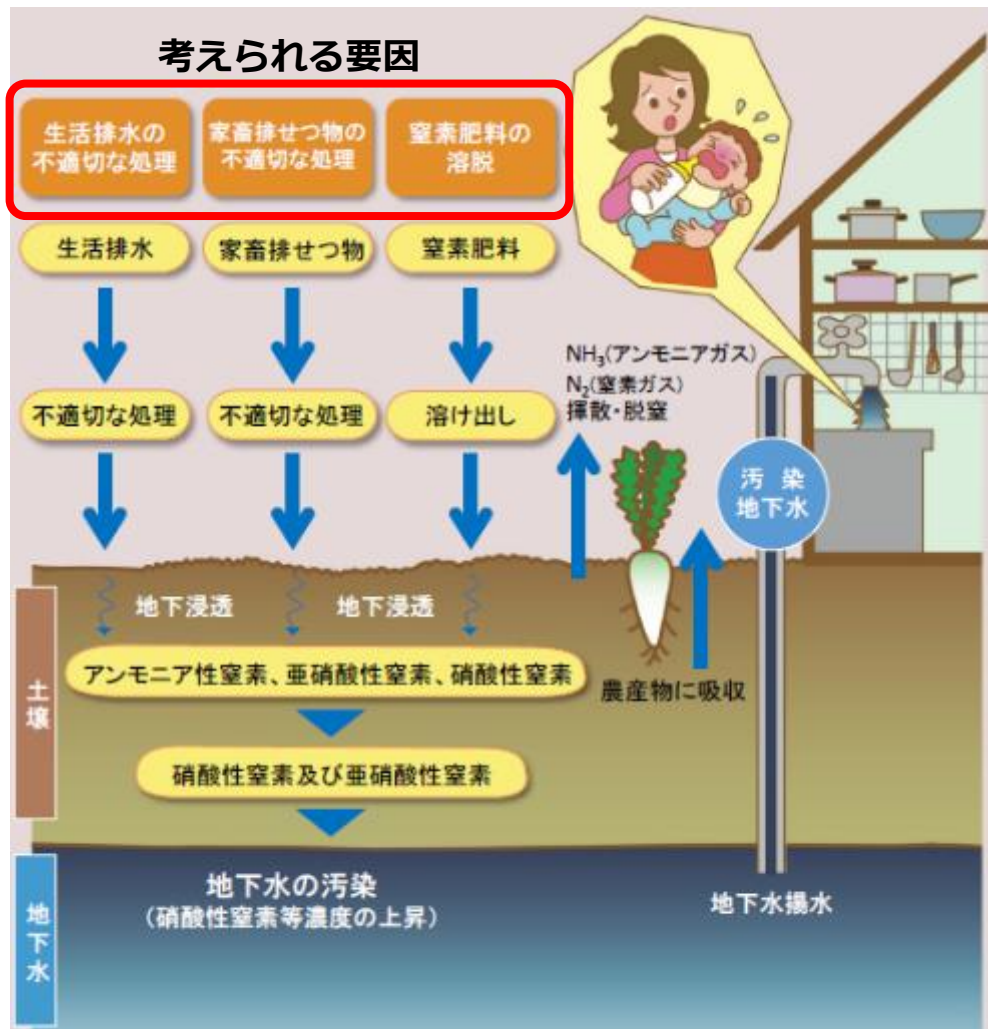 考えられる要因
生活排水の
不適切な処理
家畜排せつ物の
不適切な処理
窒素肥料の
溶脱
生活排水
家畜排せつ物
窒素肥料
不適切な処理
不適切な処理
溶け出し
NH₃(アンモニアガス)
N₂(窒素ガス)
揮散・脱窒
汚 染
地下水
地下浸透
地下浸透
アンモニア性窒素、亜硝酸性窒素、硝酸性窒素
農産物に吸収
土壌
硝酸性窒素及び亜硝酸性窒素
地下水の汚染
(硝酸性窒素等濃度の上昇)
地下水揚水
地下水